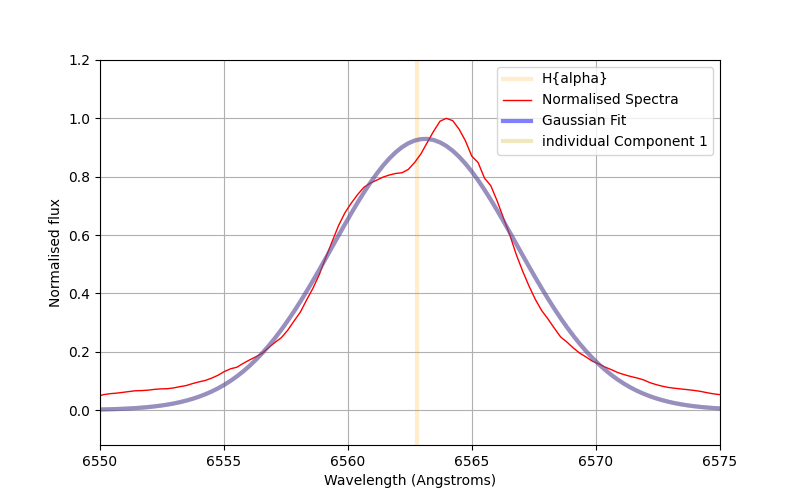 1.2
1.0
0.8
0.6
0.4
0.2
0.0
Normalised flux
H{alpha}
Normalised Spectra
Gaussian Fit
individual Component 1
6550 6555 6560 6565 6570 6575
Wavelength (Angstroms)